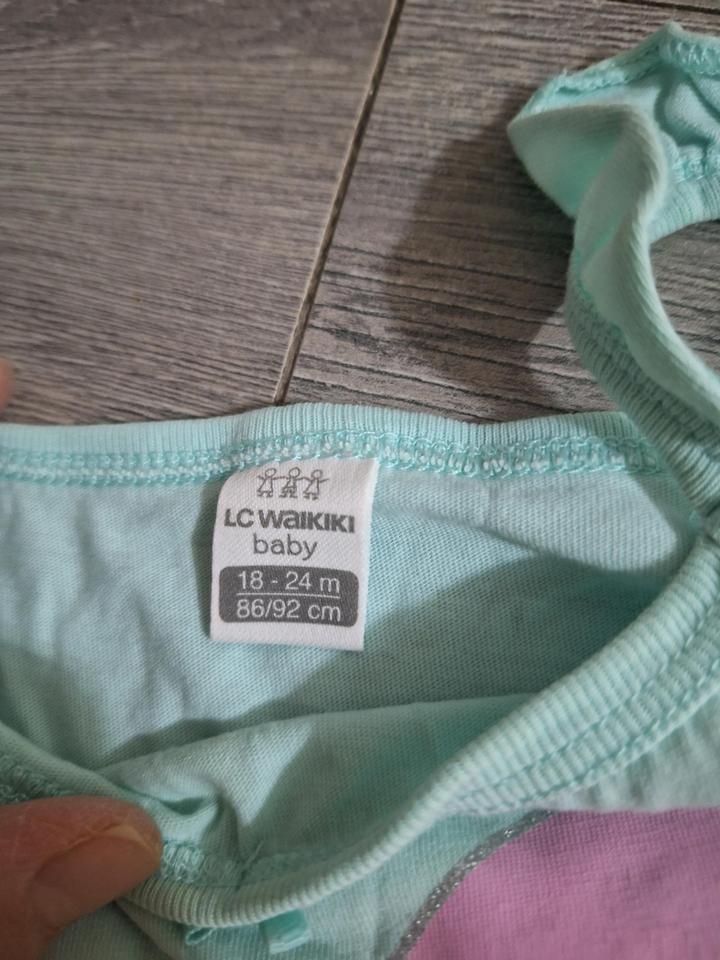 LC WAIKIKI
baby
18 - 24 m
86/92 cm